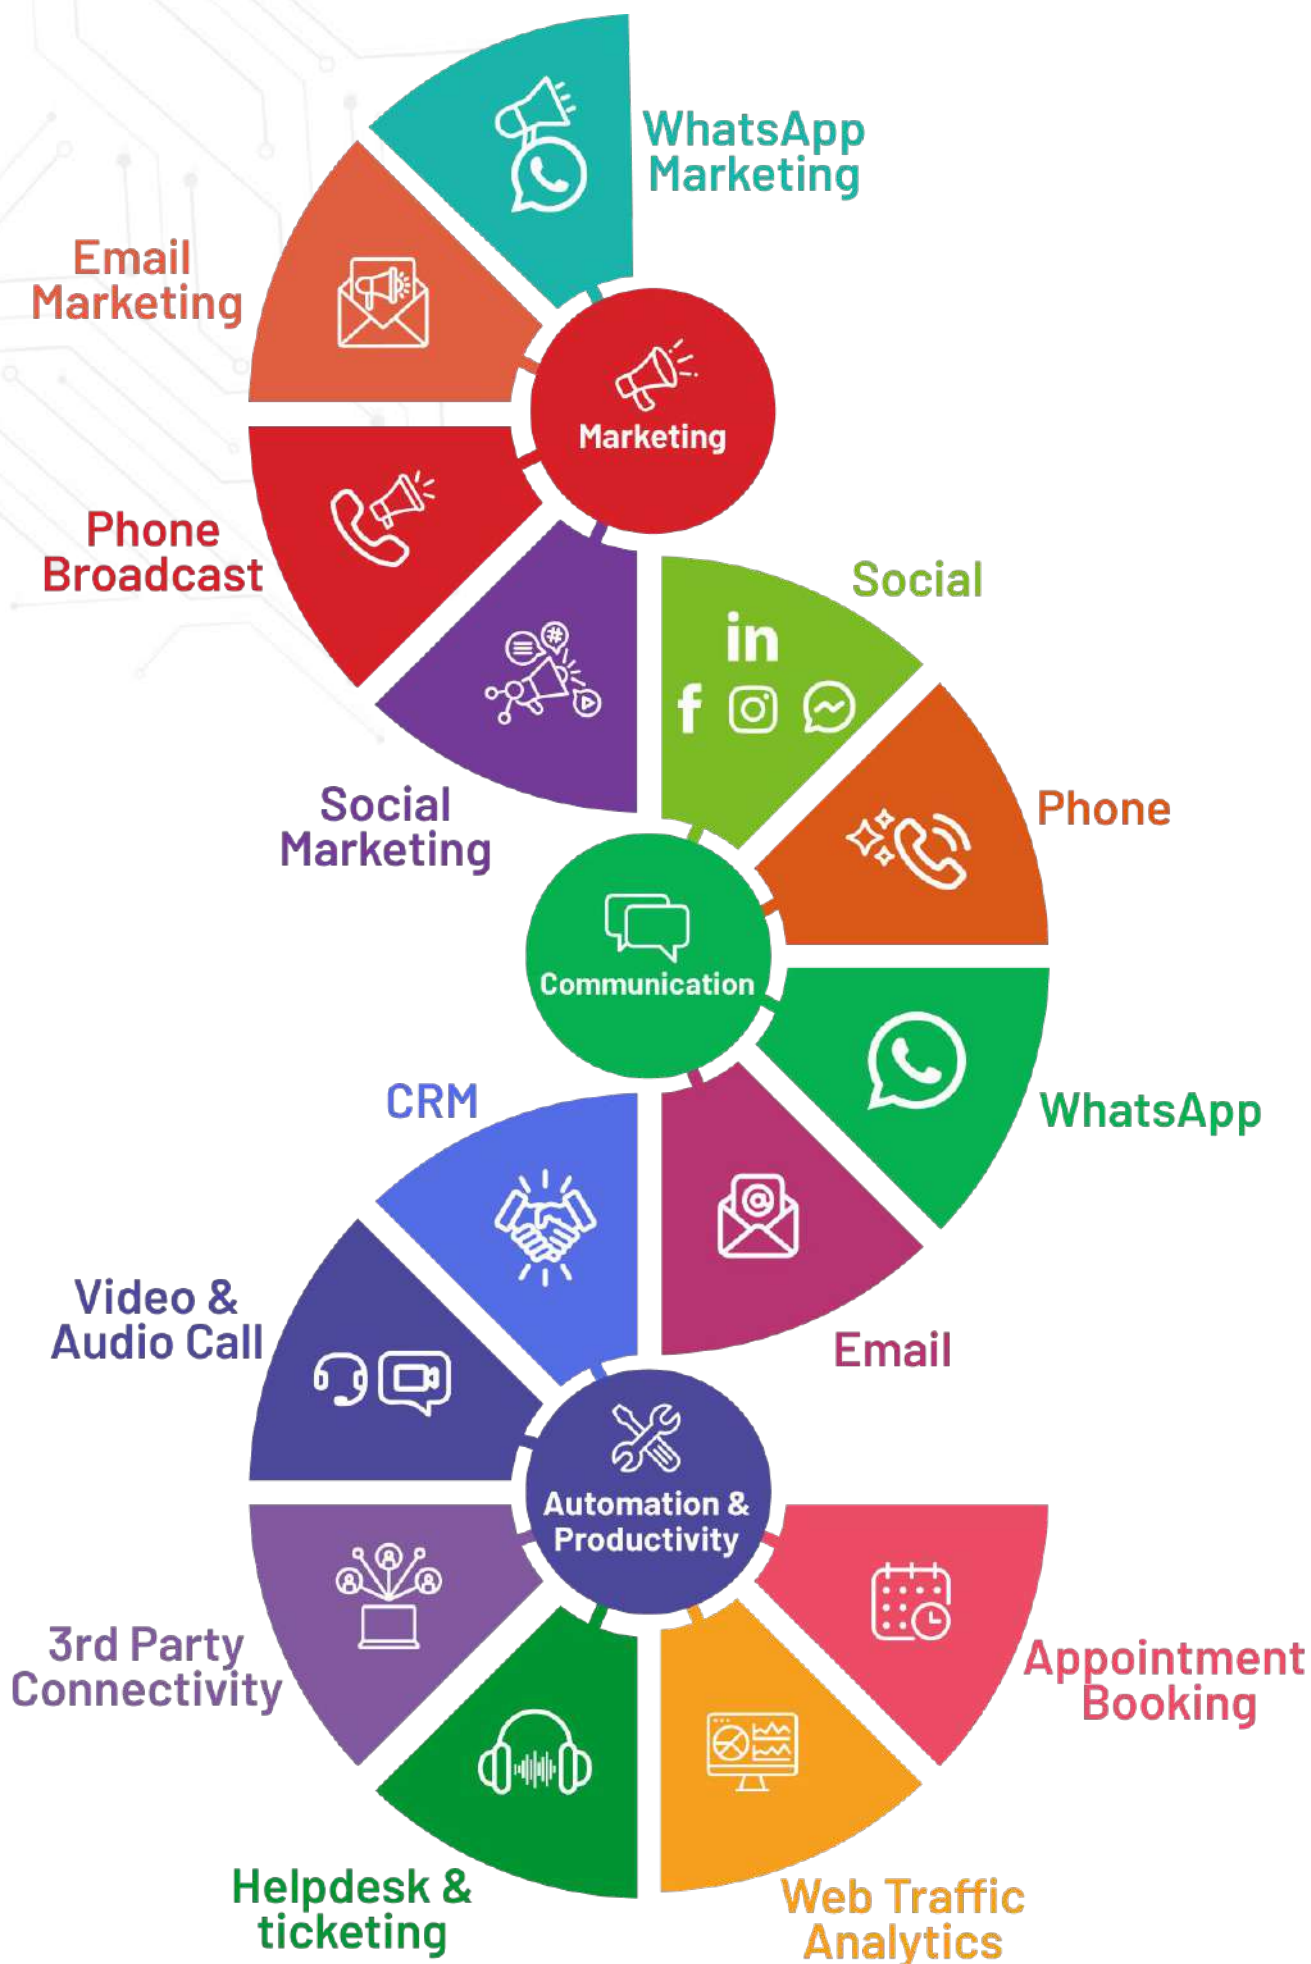 WhatsApp
Marketing
Email
Marketing
Marketing
Phone
Broadcast
Social
in
f
Social
Marketing
Phone
Communication
CRM
WhatsApp
@
Video &
Audio Call
Email
Automation &
Productivity
3rd Party
Connectivity
Appointment
Booking
Helpdesk &
ticketing
Web Traffic
Analytics